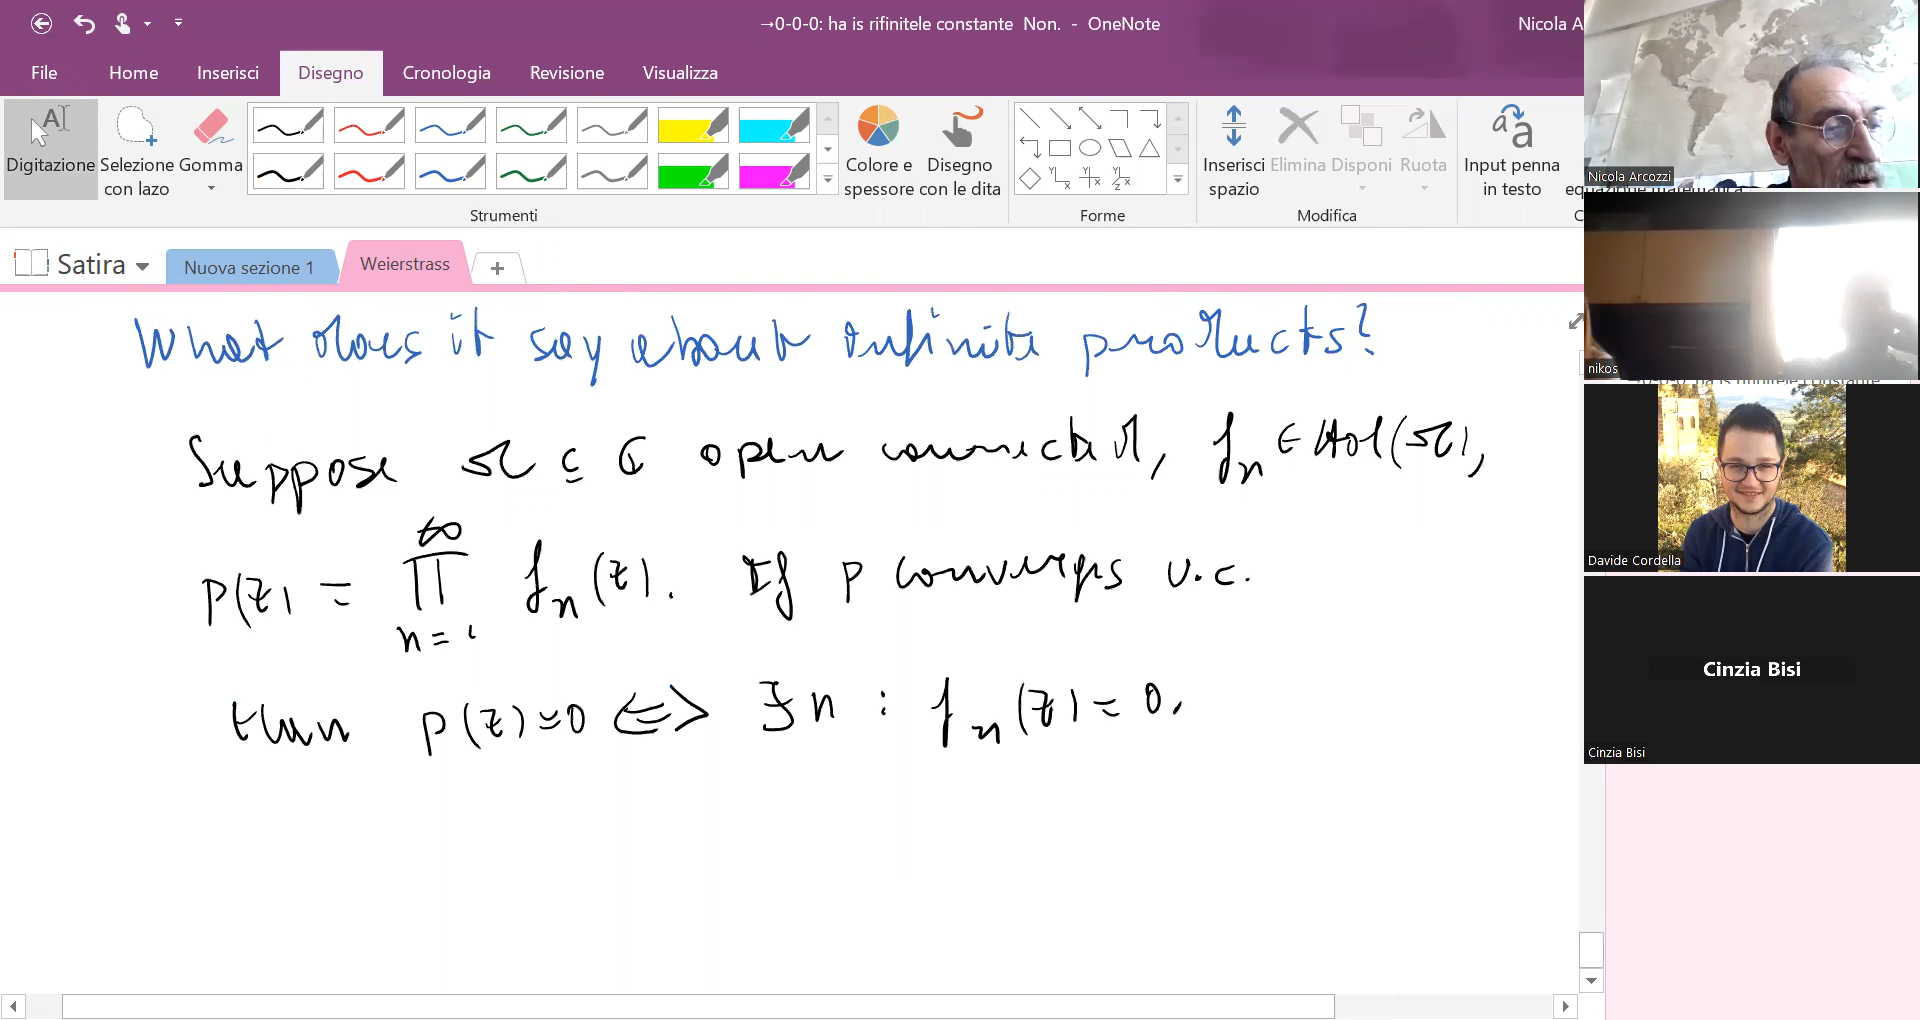 →0-0-0: ha is rifinitele constante Non. - OneNote
Nicola A
File Home Inserisci Disegno Cronologia Revisione Visualizza
Digitazione
Selezione con lazo
Gomma
Strumenti
Colore e spessore
Disegno con le dita
Forme
Inserisci spazio
Elimina
Disponi
Ruota
Modifica
Input penna in testo
Satira
Nuova sezione 1
Weierstrass
+
What does it say about infinite products?
Suppose Ω ⊆ ℂ open connected, fₙ ∈ Hol(Ω),
p(z) = ∏ₙ₌₁^∞ fₙ(z). If p converges u.c.
then p(z)=0 ⇔ ∃n : fₙ(z) = 0.
Nicola Arcozzi
nikos
Davide Cordella
Cinzia Bisi
Cinzia Bisi